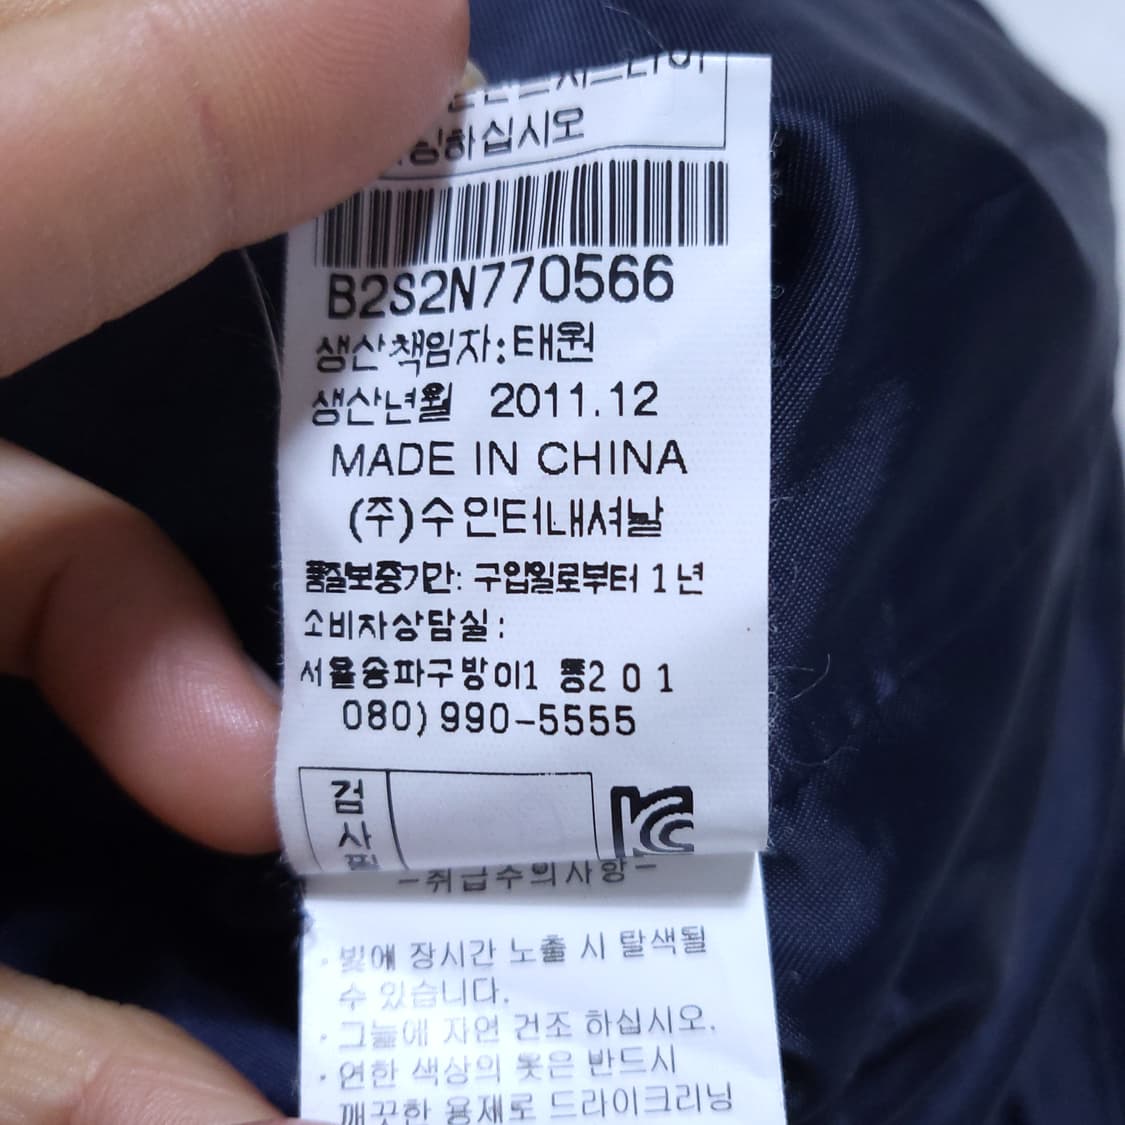 하십시오
B2S2N770566
생산책임자:태원
생산년월 2011.12
MADE IN CHINA
(주)수인터내셔날
품질보증기간: 구입일로부터 1년
소비자상담실:
서울송파구방이1 동2 0 1
080) 990-5555
검
사
필
-취급주의사항-
· 빛에 장시간 노출 시 탈색될
수 있습니다.
· 그늘에 자연 건조 하십시오.
· 연한 색상의 옷은 반드시
깨끗한 용제로 드라이크리닝